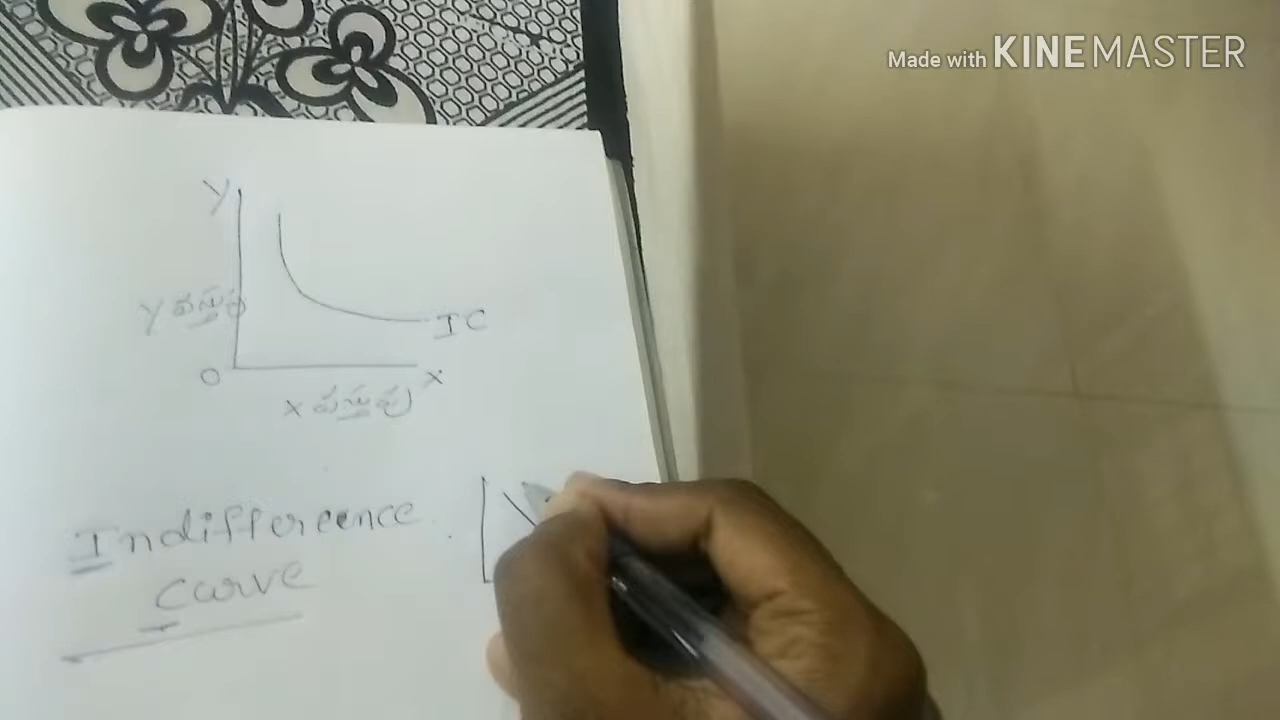 Made with KINEMASTER
Y
Y వస్తువు
IC
O
X
X వస్తువు
Indifference
curve